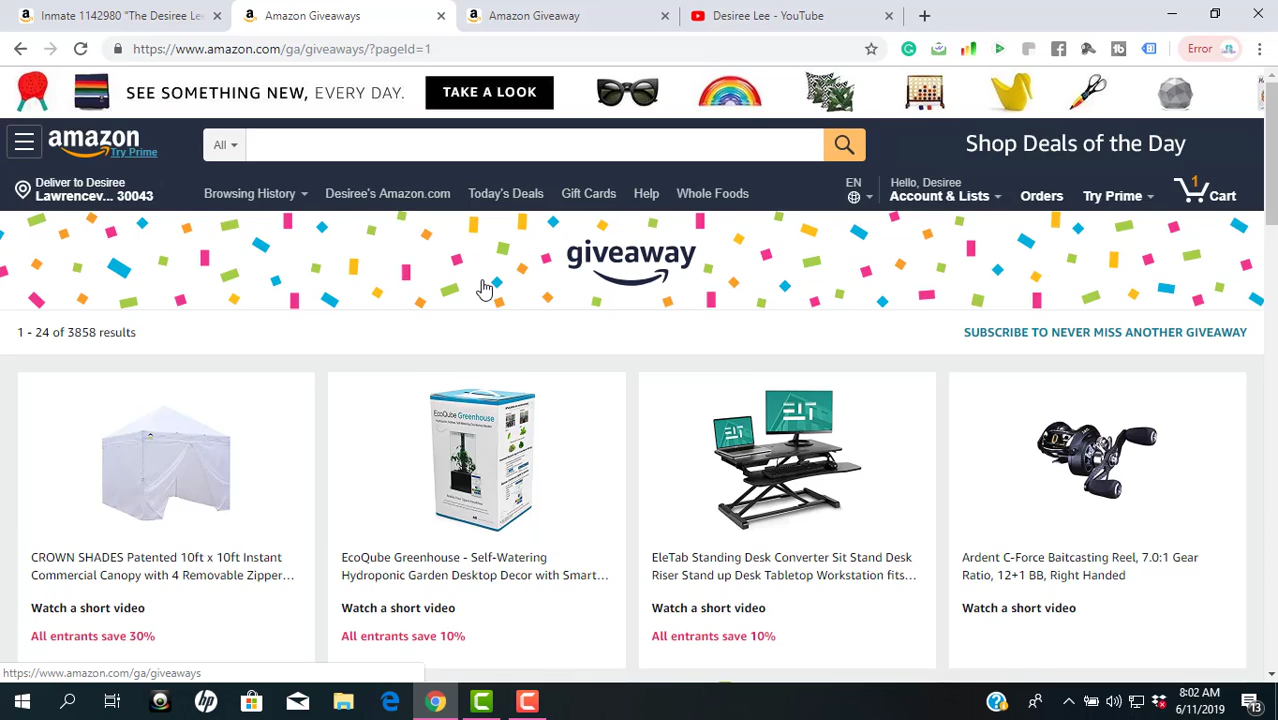 Inmate 1142980 "The Desiree Le
Amazon Giveaways
Amazon Giveaway
Desiree Lee - YouTube
https://www.amazon.com/ga/giveaways/?pageId=1
Error
SEE SOMETHING NEW, EVERY DAY.
TAKE A LOOK
amazon
Try Prime
All
Shop Deals of the Day
Deliver to Desiree
Lawrencev... 30043
Browsing History
Desiree's Amazon.com
Today's Deals
Gift Cards
Help
Whole Foods
EN
Hello, Desiree
Account & Lists
Orders
Try Prime
1
Cart
giveaway
1 - 24 of 3858 results
SUBSCRIBE TO NEVER MISS ANOTHER GIVEAWAY
EcoQube Greenhouse
ELT
ELT
CROWN SHADES Patented 10ft x 10ft Instant
Commercial Canopy with 4 Removable Zipper...
Watch a short video
All entrants save 30%
EcoQube Greenhouse - Self-Watering
Hydroponic Garden Desktop Decor with Smart...
Watch a short video
All entrants save 10%
EleTab Standing Desk Converter Sit Stand Desk
Riser Stand up Desk Tabletop Workstation fits...
Watch a short video
All entrants save 10%
Ardent C-Force Baitcasting Reel, 7.0:1 Gear
Ratio, 12+1 BB, Right Handed
Watch a short video
https://www.amazon.com/ga/giveaways
8:02 AM
6/11/2019
13